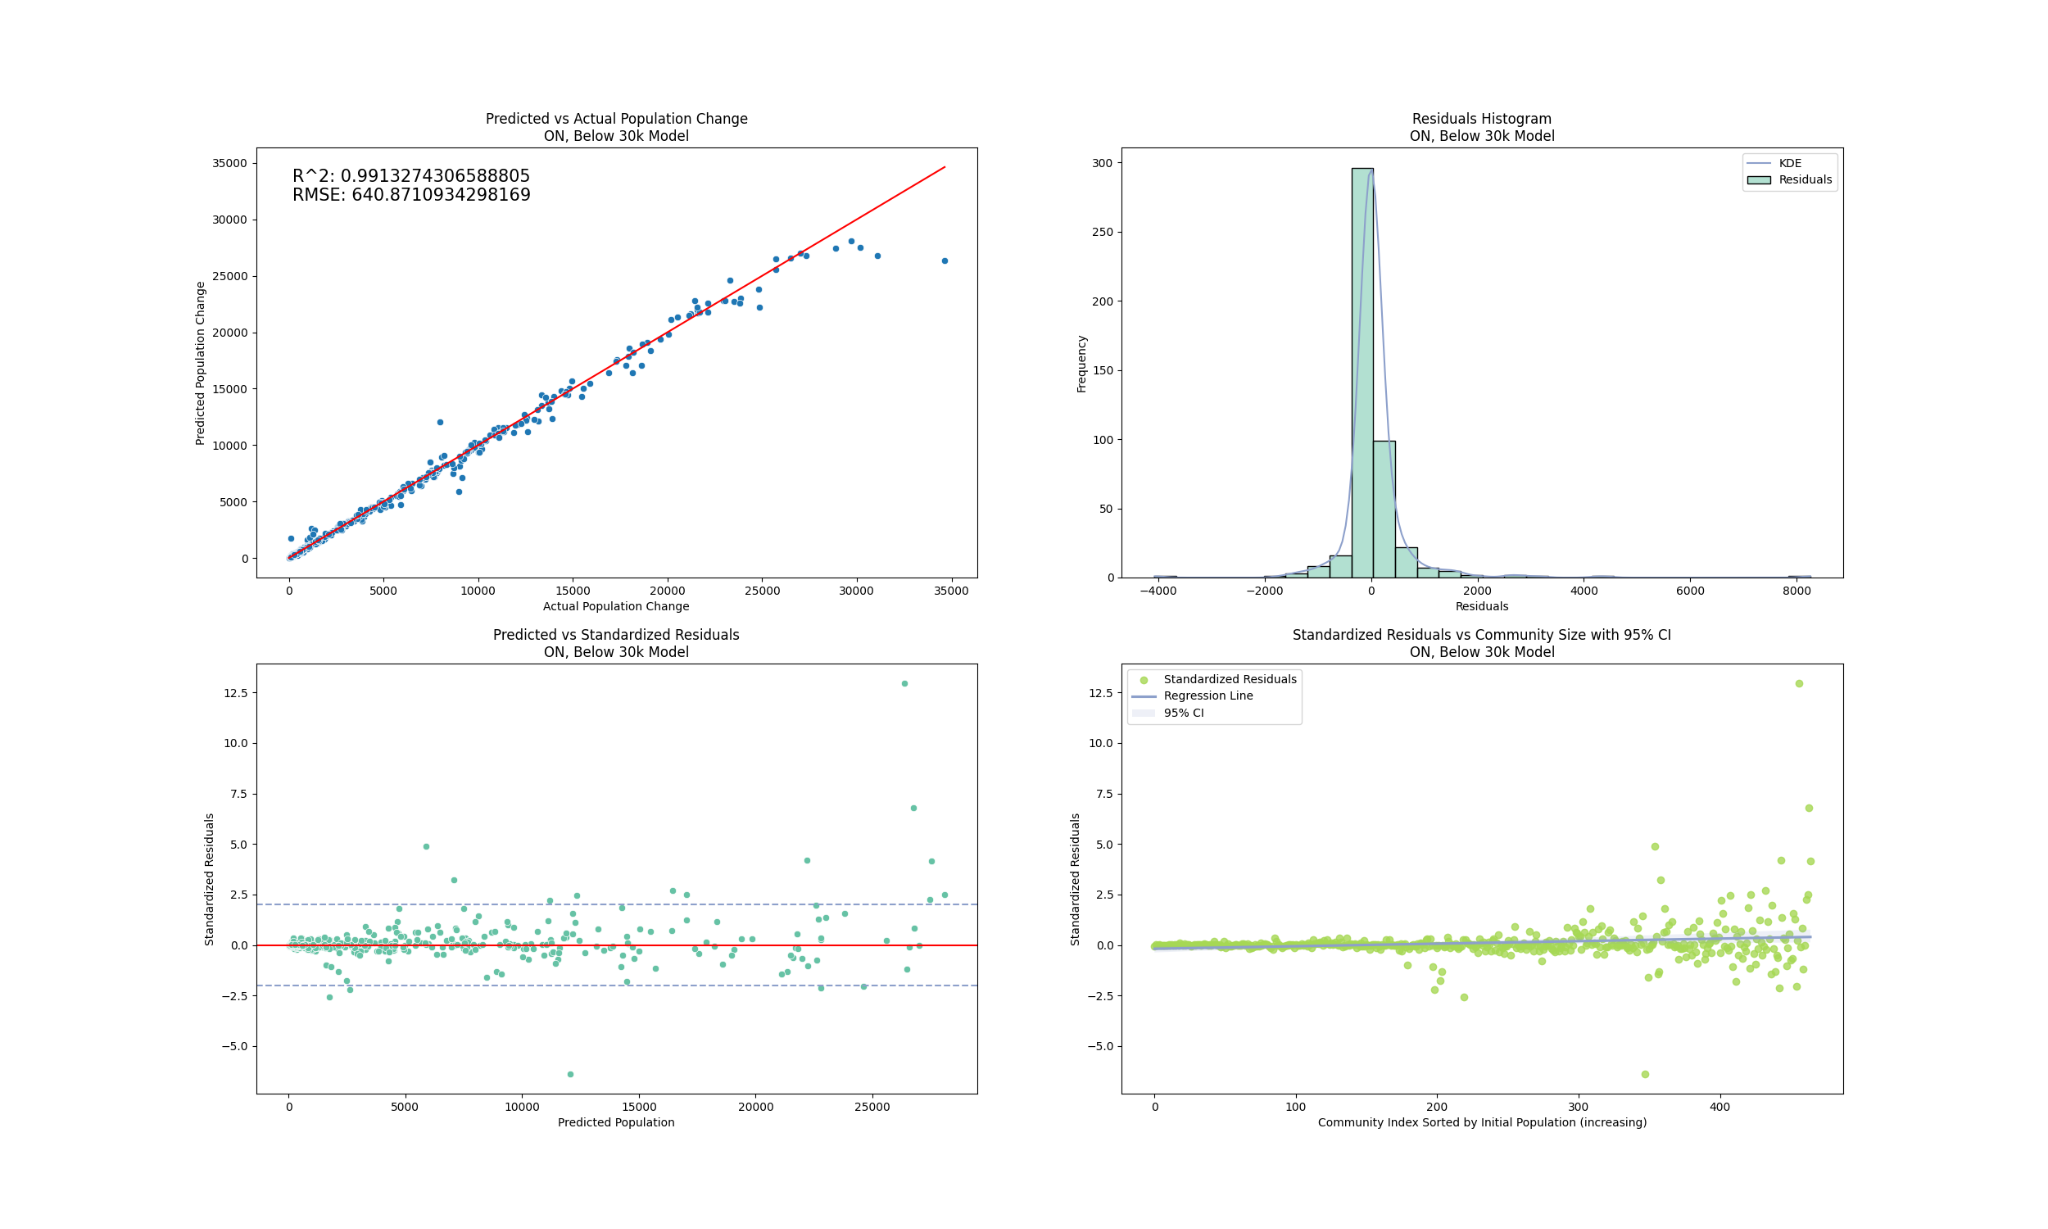 Predicted vs Actual Population Change
ON, Below 30k Model
R^2: 0.9913274306588805
RMSE: 640.8710934298169
35000
30000
25000
20000
15000
10000
5000
0
Predicted Population Change
0 5000 10000 15000 20000 25000 30000 35000
Actual Population Change
Residuals Histogram
ON, Below 30k Model
KDE
Residuals
300
250
200
150
100
50
0
Frequency
−4000 −2000 0 2000 4000 6000 8000
Residuals
Predicted vs Standardized Residuals
ON, Below 30k Model
12.5
10.0
7.5
5.0
2.5
0.0
−2.5
−5.0
Standardized Residuals
0 5000 10000 15000 20000 25000
Predicted Population
Standardized Residuals vs Community Size with 95% CI
ON, Below 30k Model
Standardized Residuals
Regression Line
95% CI
12.5
10.0
7.5
5.0
2.5
0.0
−2.5
−5.0
Standardized Residuals
0 100 200 300 400
Community Index Sorted by Initial Population (increasing)